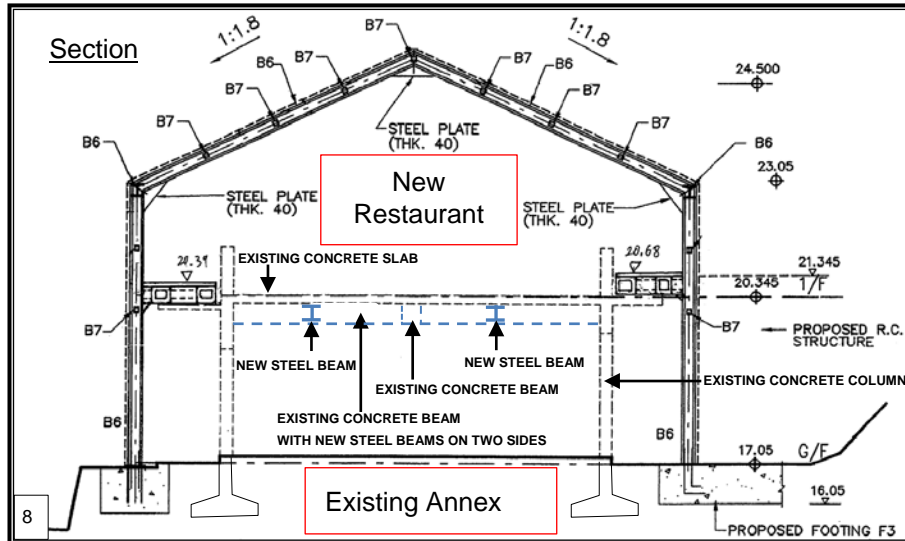 Section
1:1.8
1:1.8
B7
B7
B6
B7
B7
B7
B6
B7
B6
B7
B7
B7
B6
24.500
23.05
STEEL PLATE
(THK. 40)
STEEL PLATE
(THK. 40)
STEEL PLATE
(THK. 40)
New
Restaurant
20.68
21.345
1/F
20.345
EXISTING CONCRETE SLAB
B7
B7
PROPOSED R.C.
STRUCTURE
NEW STEEL BEAM
NEW STEEL BEAM
EXISTING CONCRETE BEAM
EXISTING CONCRETE COLUMN
EXISTING CONCRETE BEAM
WITH NEW STEEL BEAMS ON TWO SIDES
B6
B6
17.05
G/F
16.05
Existing Annex
8
PROPOSED FOOTING F3